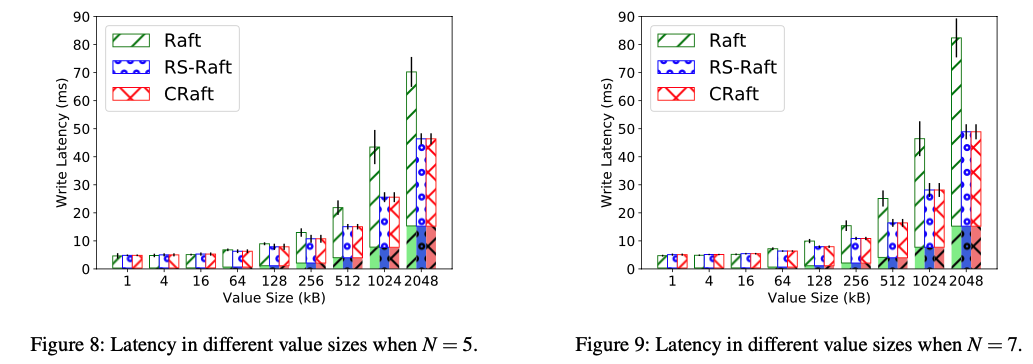 90
80
70
60
50
40
30
20
10
0
Write Latency (ms)
Raft
RS-Raft
CRaft
1 4 16 64 128 256 512 1024 2048
Value Size (kB)
Figure 8: Latency in different value sizes when N = 5.
90
80
70
60
50
40
30
20
10
0
Write Latency (ms)
Raft
RS-Raft
CRaft
1 4 16 64 128 256 512 1024 2048
Value Size (kB)
Figure 9: Latency in different value sizes when N = 7.